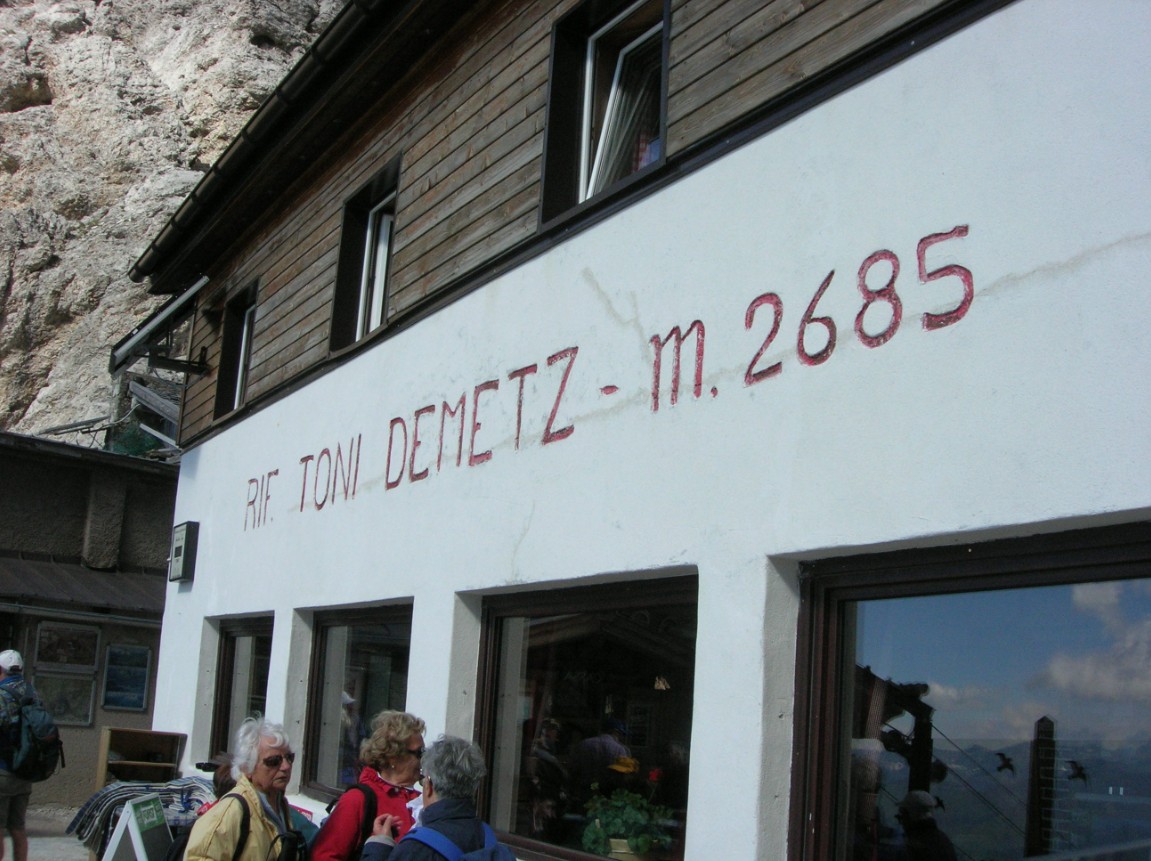 RIF. TONI DEMETZ - m. 2685